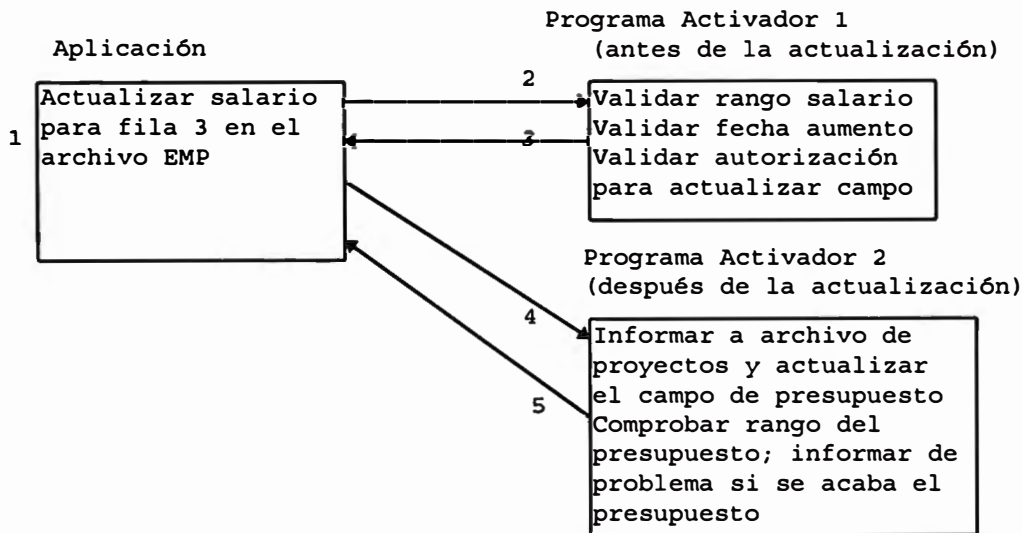 Aplicación
1
Actualizar salario
para fila 3 en el
archivo EMP
2
3
4
5
Programa Activador 1
(antes de la actualización)
Validar rango salario
Validar fecha aumento
Validar autorización
para actualizar campo
Programa Activador 2
(después de la actualización)
Informar a archivo de
proyectos y actualizar
el campo de presupuesto
Comprobar rango del
presupuesto; informar de
problema si se acaba el
presupuesto